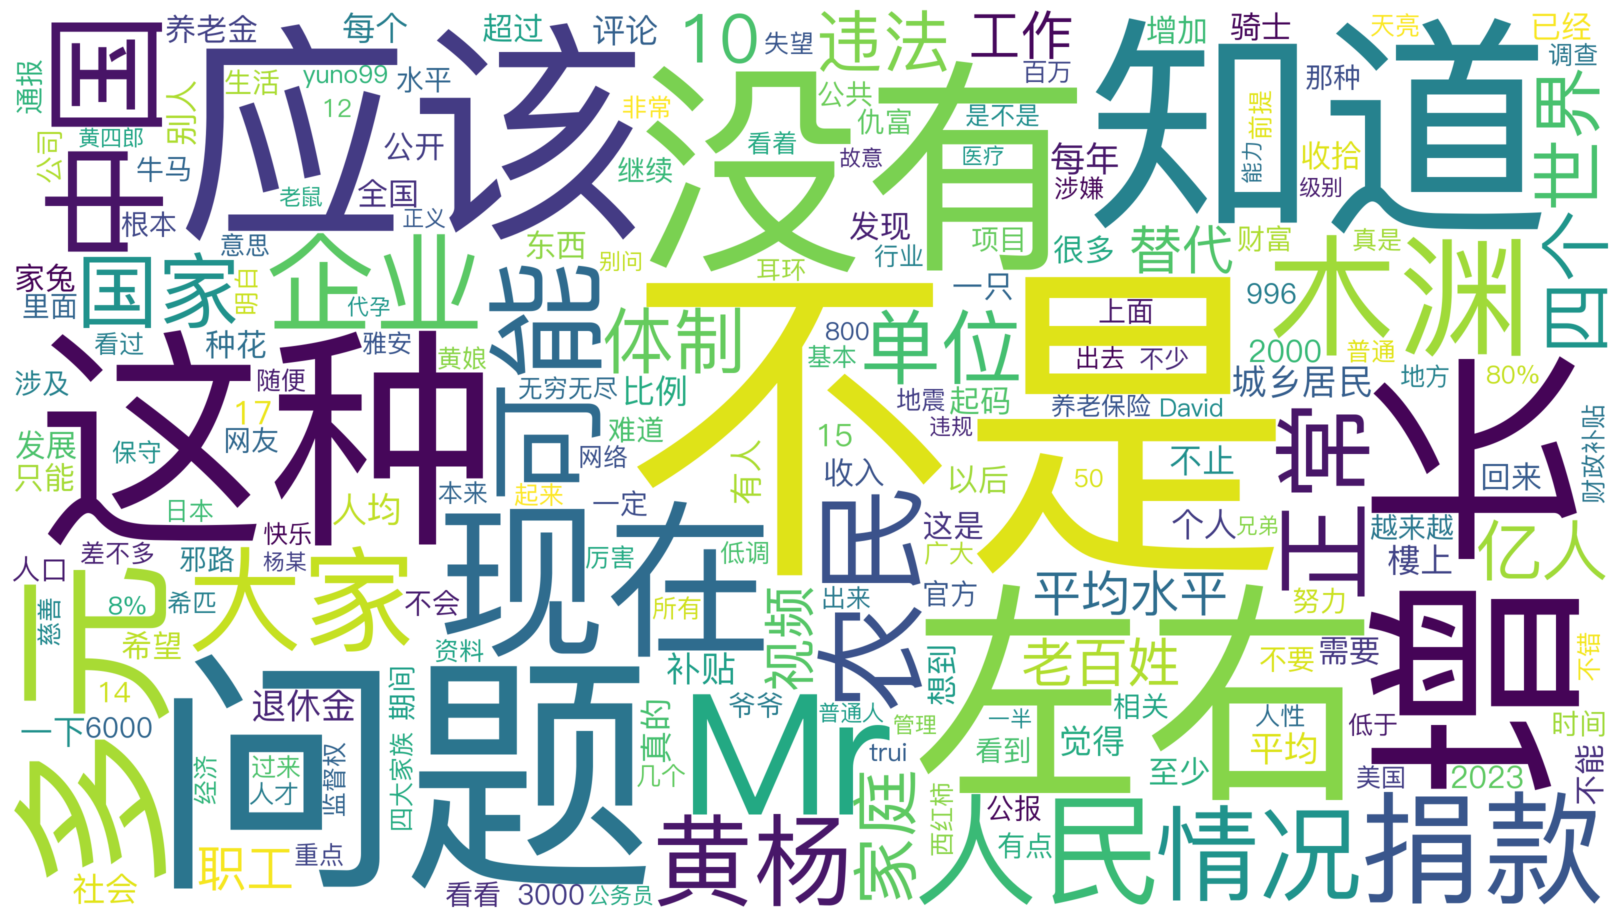 中国
养老金
每个
超过
评论
10
失望
违法
工作
增加
骑士
天亮
已经
通报
别人
生活
yuno99
水平
12
应该
没有
百万
知道
那种
调查
公司
黄四郎
牛马
公开
非常
公共
仇富
是不是
前提
世界
根本
老鼠
全国
正义
继续
看着
故意
医疗
每年
涉嫌
能力
收拾
级别
家兔
里面
意思
国家
明白
企业
东西
别问
发现
行业
项目
很多
替代
财富
真是
四个
代孕
可能
耳环
体制
800
单位
一只
上面
996
木渊
看过
种花
雅安
黄娘
基本
出去
不少
2000
普通
涉及
随便
这种
无穷无尽
比例
不是
地震
起码
养老保险
David
城乡居民
地方
80%
17
网友
难道
15
违规
正常
增长
财政补贴
发展
只能
保守
网络
有人
收入
以后
不止
50
回来
日本
人均
本来
起来
一定
农民
这是
个人
兄弟
越来越
亿人
快乐
差不多
杨某
邪路
现在
厉害
低调
广大
樓上
人口
大家
不会
所有
视频
出来
官方
平均水平
努力
慈善
8%
希匹
希望
多元
资料
补贴
左右
想到
老百姓
不要
需要
不错
14
退休金
期间
问题
真的
爷爷
普通人
管理
一半
相关
人性
低于
时间
一下
6000
Mr
trui
看到
觉得
平均
经济
过来
人才
监督权
四大家族
几个
家庭
西红柿
公报
至少
美国
2023
不能
社会
职工
重点
看看
3000
公务员
黄杨
有点
人民
情况
捐款